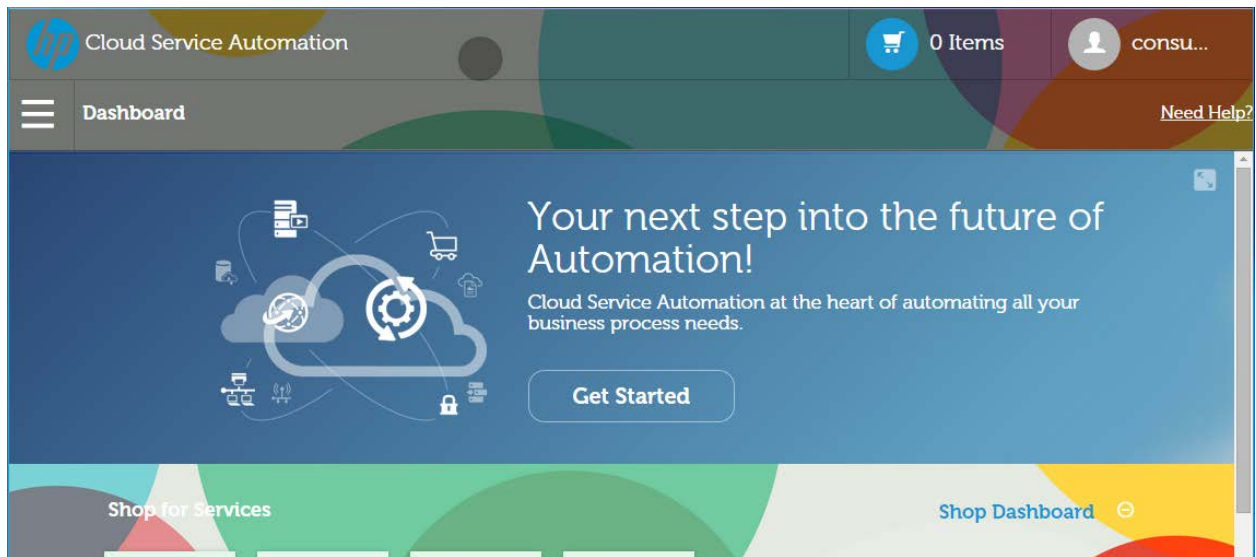 hp Cloud Service Automation
0 Items
consu...
Dashboard
Need Help?
Your next step into the future of
Automation!
Cloud Service Automation at the heart of automating all your
business process needs.
Get Started
Shop for Services
Shop Dashboard